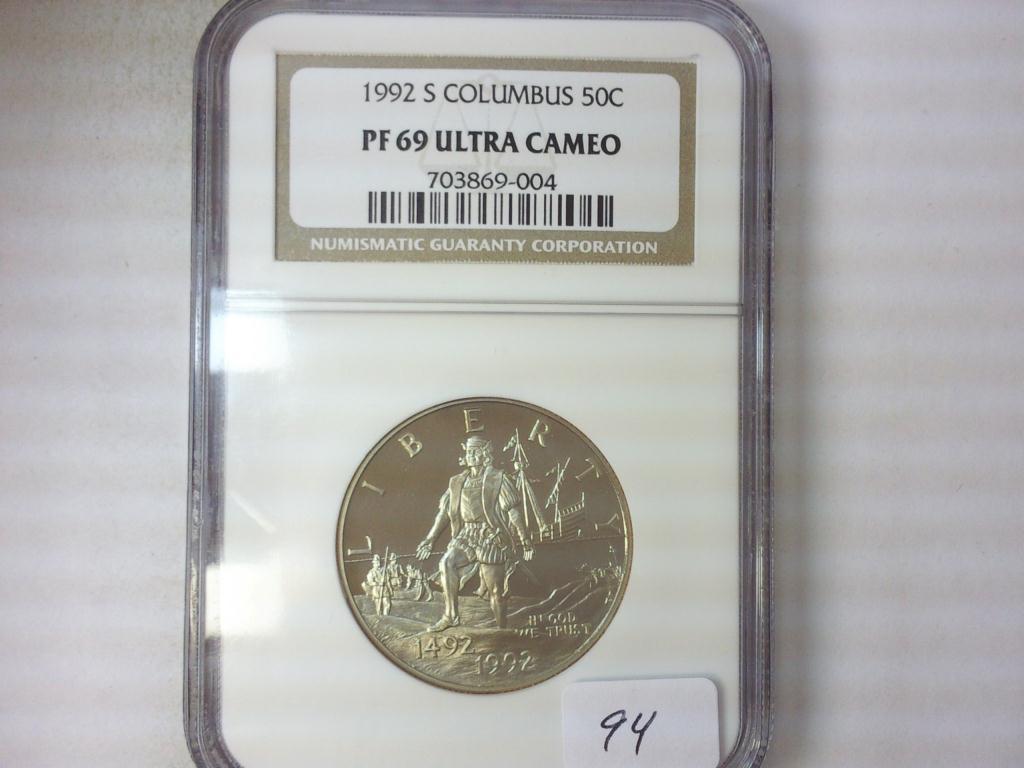 1992 S COLUMBUS 50C
PF 69 ULTRA CAMEO
703869-004
NUMISMATIC GUARANTY CORPORATION
LIBERTY
IN GOD
WE TRUST
1492
1992
94